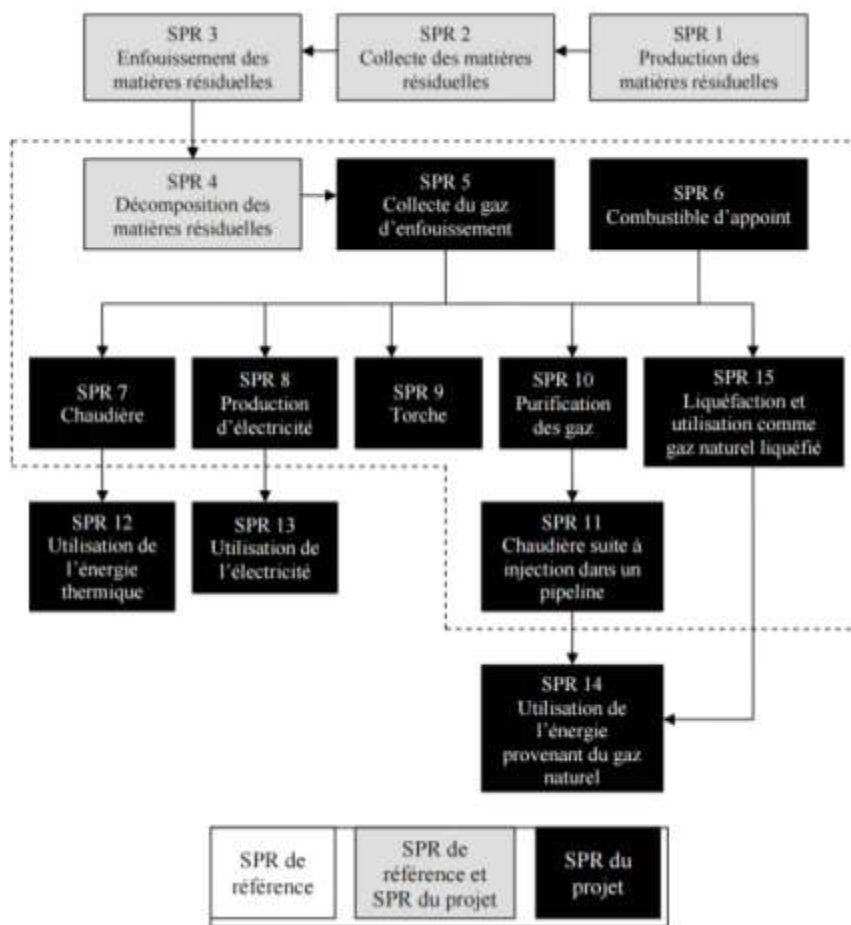 SPR 3
Enfouissement des
matières résiduelles
SPR 2
Collecte des matières
résiduelles
SPR 1
Production des
matières résiduelles
SPR 4
Décomposition des
matières résiduelles
SPR 5
Collecte du gaz
d'enfouissement
SPR 6
Combustible d'appoint
SPR 7
Chaudière
SPR 8
Production
d'électricité
SPR 9
Torche
SPR 10
Purification
des gaz
SPR 15
Liquéfaction et
utilisation comme
gaz naturel liquéfié
SPR 12
Utilisation de
l'énergie
thermique
SPR 13
Utilisation de
l'électricité
SPR 11
Chaudière suite à
injection dans un
pipeline
SPR 14
Utilisation de
l'énergie
provenant du gaz
naturel
SPR de
référence
SPR de
référence et
SPR du projet
SPR du
projet